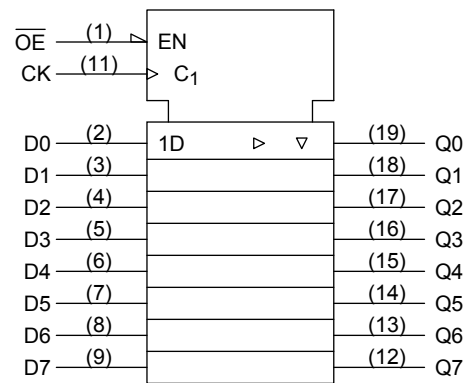 OE (1) EN
CK (11) C1
D0 (2) 1D (19) Q0
D1 (3) (18) Q1
D2 (4) (17) Q2
D3 (5) (16) Q3
D4 (6) (15) Q4
D5 (7) (14) Q5
D6 (8) (13) Q6
D7 (9) (12) Q7